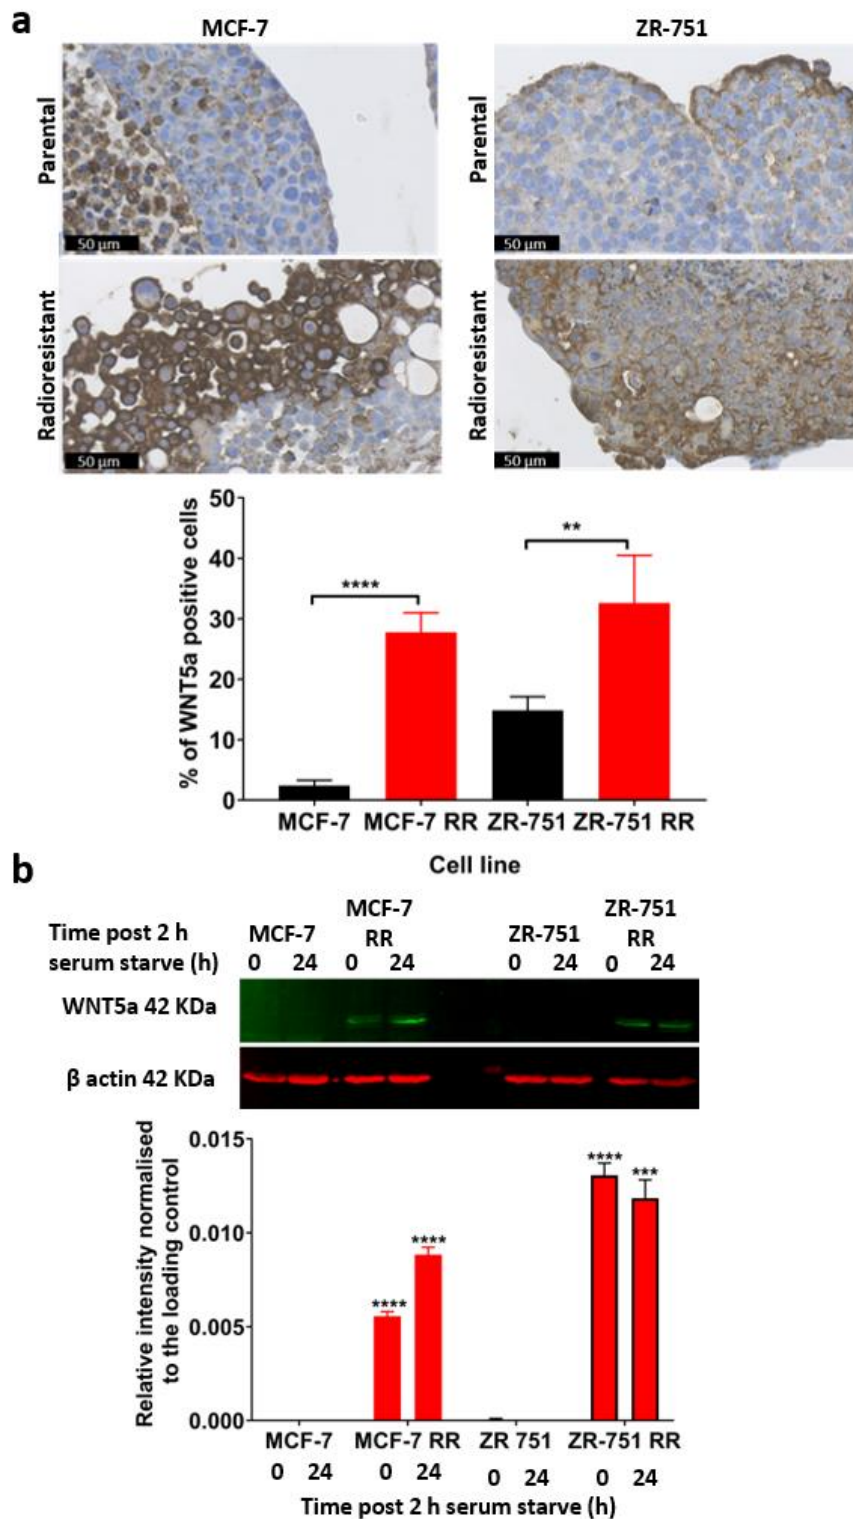 a
MCF-7
ZR-751
Parental
50 µm
Parental
50 µm
Radioresistant
50 µm
Radioresistant
50 µm
% of WNT5a positive cells
50
40
30
20
10
0
****
**
MCF-7 MCF-7 RR ZR-751 ZR-751 RR
Cell line
b
Time post 2 h
serum starve (h)
MCF-7
0 24
MCF-7
RR
0 24
ZR-751
0 24
ZR-751
RR
0 24
WNT5a 42 KDa
β actin 42 KDa
Relative intensity normalised
to the loading control
0.015
0.010
0.005
0.000
****
****
****
***
MCF-7 MCF-7 RR ZR 751 ZR-751 RR
0 24 0 24 0 24 0 24
Time post 2 h serum starve (h)